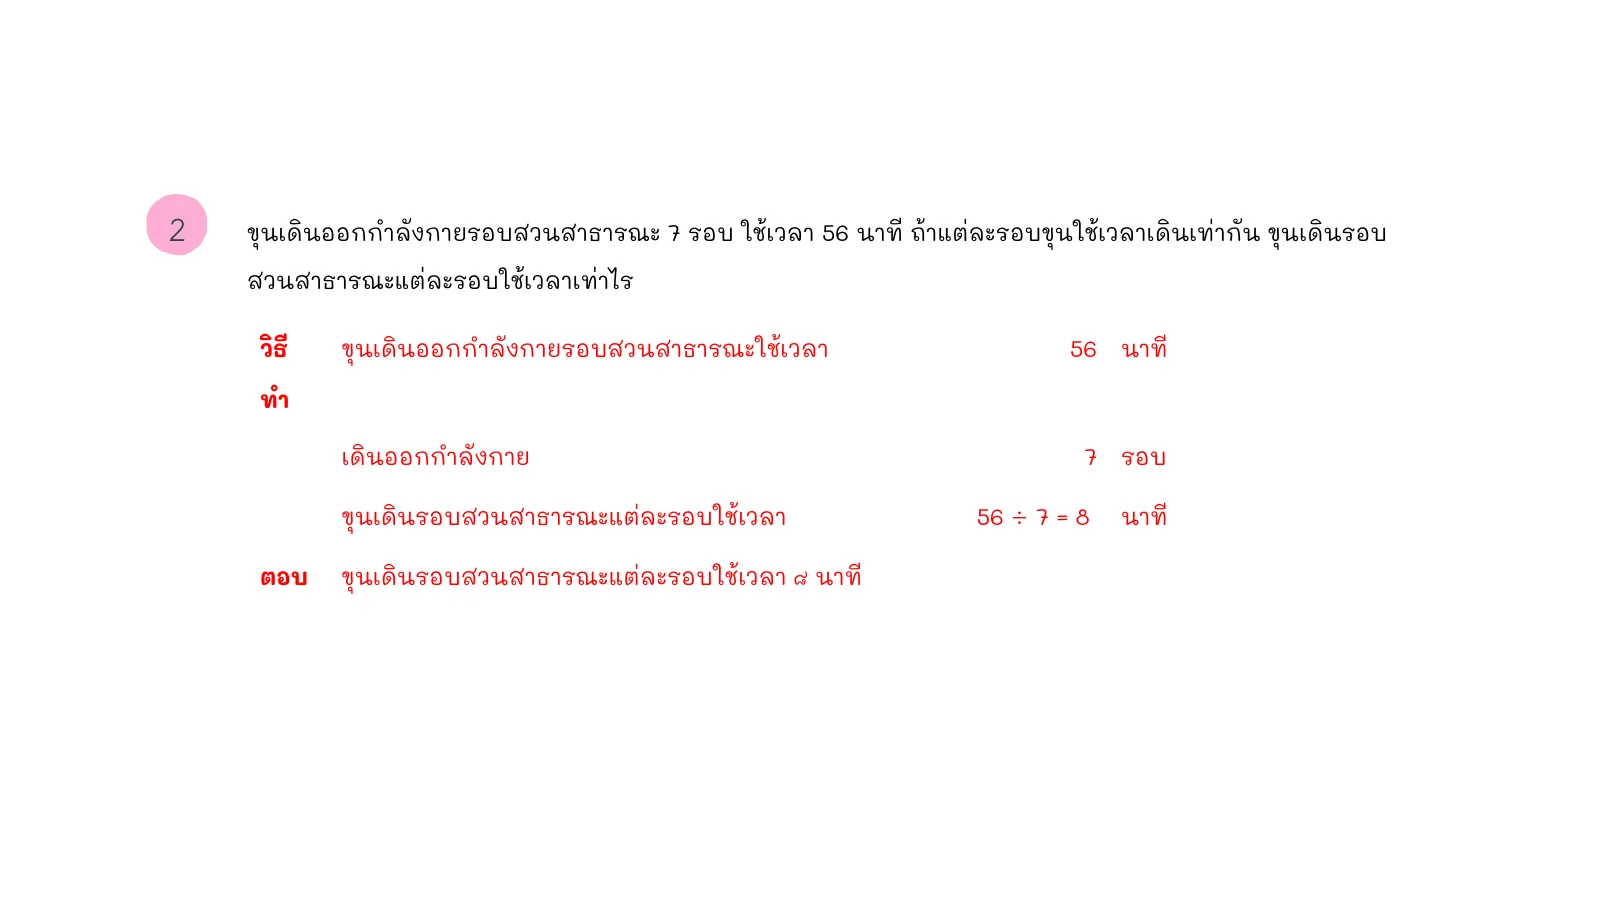 2
ขุนเดินออกกำลังกายรอบสวนสาธารณะ 7 รอบ ใช้เวลา 56 นาที ถ้าแต่ละรอบขุนใช้เวลาเดินเท่ากัน ขุนเดินรอบ
สวนสาธารณะแต่ละรอบใช้เวลาเท่าไร
วิธี ขุนเดินออกกำลังกายรอบสวนสาธารณะใช้เวลา 56 นาที
ทำ
เดินออกกำลังกาย 7 รอบ
ขุนเดินรอบสวนสาธารณะแต่ละรอบใช้เวลา 56 ÷ 7 = 8 นาที
ตอบ ขุนเดินรอบสวนสาธารณะแต่ละรอบใช้เวลา ๘ นาที